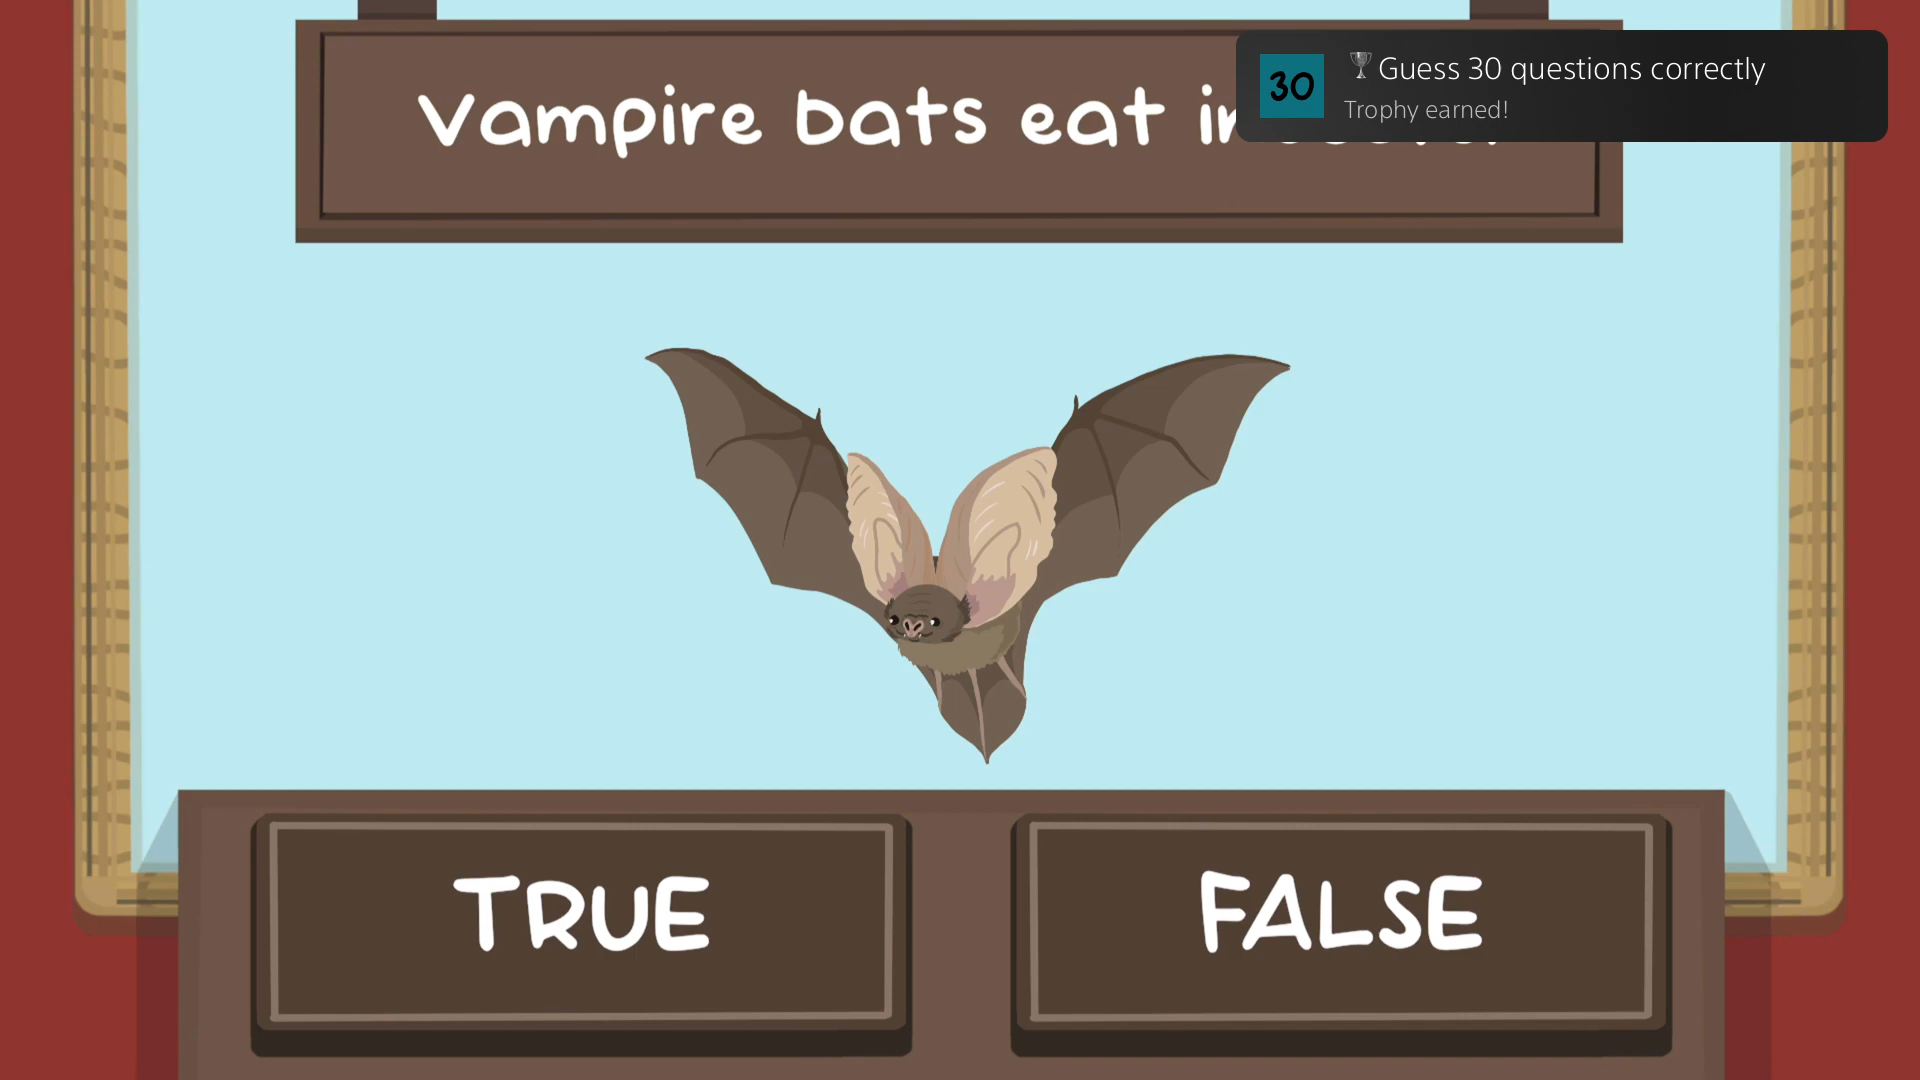 Vampire bats eat
30
Guess 30 questions correctly
Trophy earned!
TRUE
FALSE